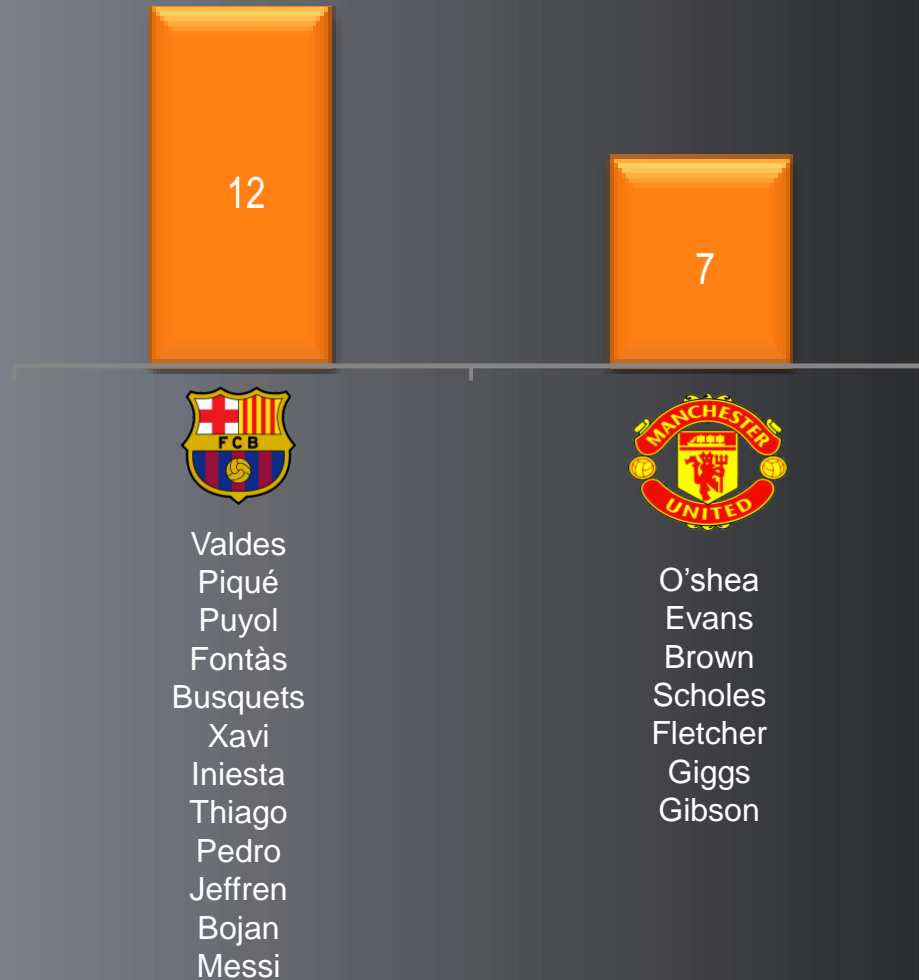 12
7
FCB
MANCHESTER
UNITED
Valdes
Piqué
Puyol
Fontàs
Busquets
Xavi
Iniesta
Thiago
Pedro
Jeffren
Bojan
Messi
O’shea
Evans
Brown
Scholes
Fletcher
Giggs
Gibson